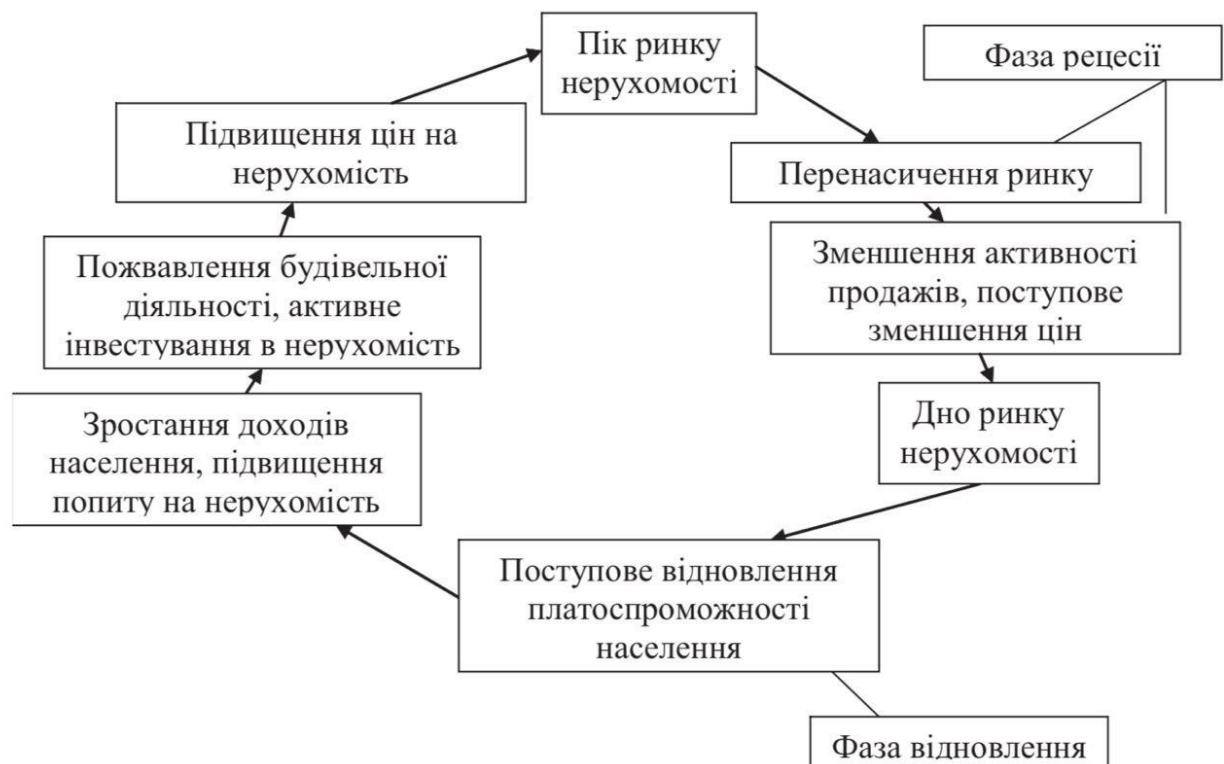 Пік ринку
нерухомості
Фаза рецесії
Підвищення цін на
нерухомість
Перенасичення ринку
Пожвавлення будівельної
діяльності, активне
інвестування в нерухомість
Зменшення активності
продажів, поступове
зменшення цін
Зростання доходів
населення, підвищення
попиту на нерухомість
Дно ринку
нерухомості
Поступове відновлення
платоспроможності
населення
Фаза відновлення